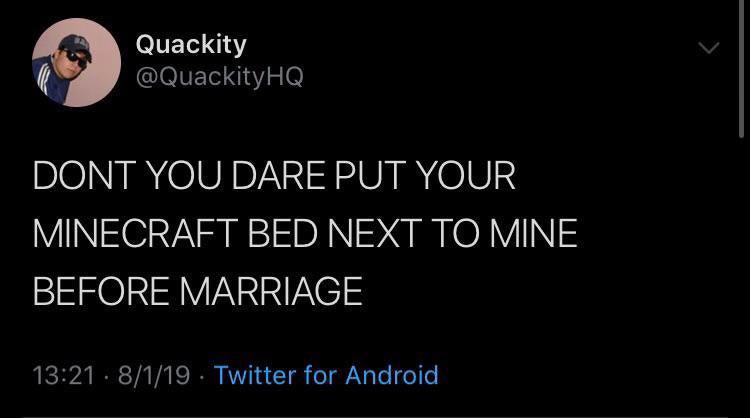 Quackity
@QuackityHQ
DONT YOU DARE PUT YOUR
MINECRAFT BED NEXT TO MINE
BEFORE MARRIAGE
13:21 · 8/1/19 · Twitter for Android